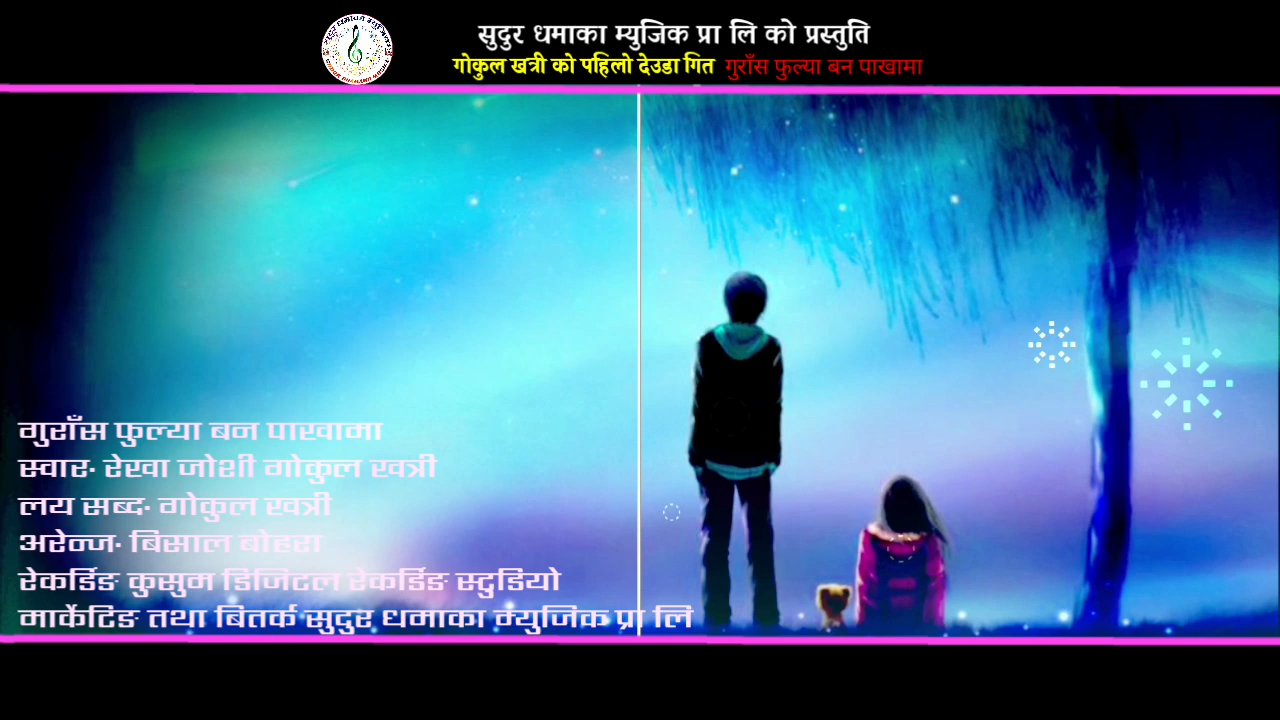 सुदुर धमाका म्युजिक प्रा लि को प्रस्तुति
गोकुल खत्री को पहिलो देउडा गित गुराँस फुल्या बन पाखामा
गुराँस फुल्या बन पाखामा
स्वार. रेखा जोशी गोकुल खत्री
लय सब्द. गोकुल खत्री
अरेन्ज. बिसाल बोहरा
रेकर्डिङ कुसुम डिजिटल रेकर्डिङ स्टुडियो
मार्केटिङ तथा बितर्क सुदुर धमाका म्युजिक प्रा लि